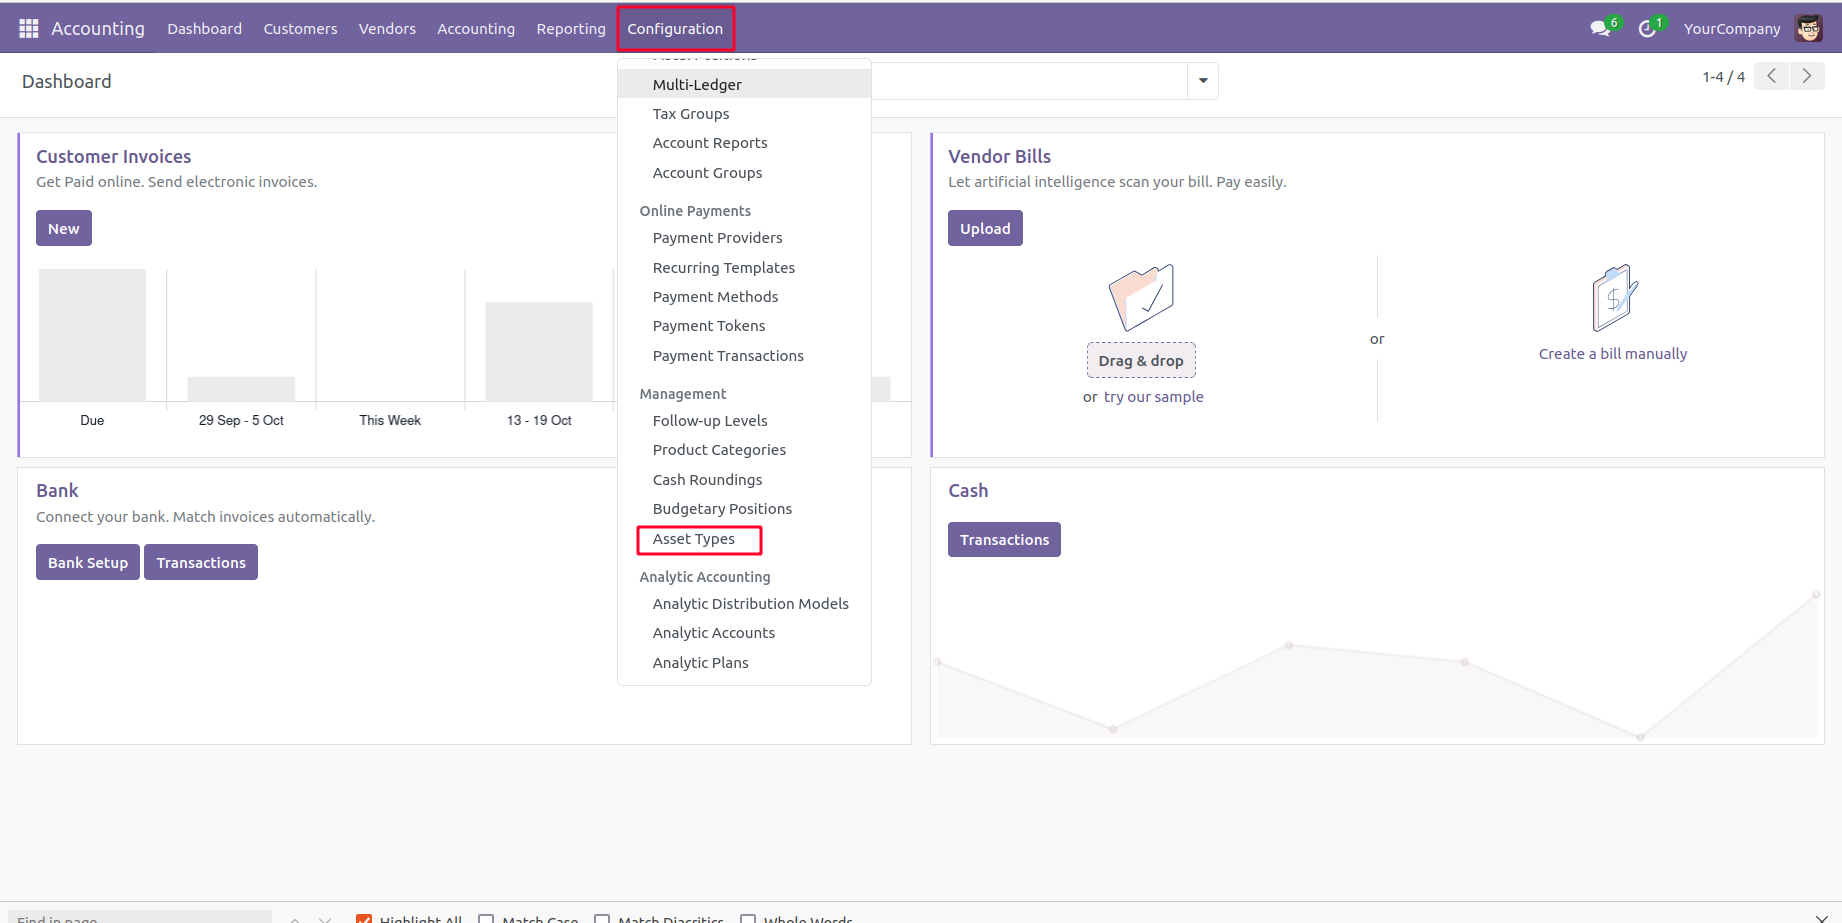 Accounting Dashboard Customers Vendors Accounting Reporting Configuration 6 1 YourCompany
Dashboard
1-4 / 4
Multi-Ledger
Tax Groups
Account Reports
Account Groups
Online Payments
Payment Providers
Recurring Templates
Payment Methods
Payment Tokens
Payment Transactions
Management
Follow-up Levels
Product Categories
Cash Roundings
Budgetary Positions
Asset Types
Analytic Accounting
Analytic Distribution Models
Analytic Accounts
Analytic Plans
Customer Invoices
Get Paid online. Send electronic invoices.
New
Due 29 Sep - 5 Oct This Week 13 - 19 Oct
Vendor Bills
Let artificial intelligence scan your bill. Pay easily.
Upload
Drag & drop
or try our sample
or
$
Create a bill manually
Bank
Connect your bank. Match invoices automatically.
Bank Setup Transactions
Cash
Transactions
Find in page Highlight All Match Case Match Diacritics Whole Words